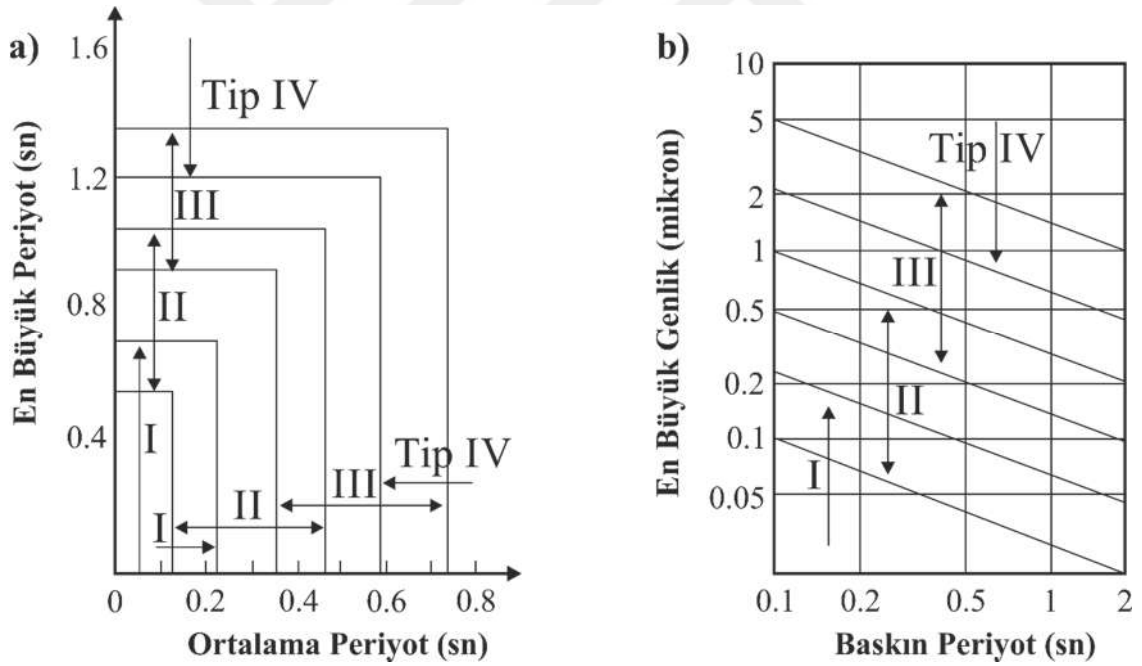 a)
En Büyük Periyot (sn)
1.6
1.2
0.8
0.4
Tip IV
III
II
I
Tip IV
III
II
I
0 0.2 0.4 0.6 0.8
Ortalama Periyot (sn)
b)
En Büyük Genlik (mikron)
10
5
2
1
0.5
0.2
0.1
0.05
Tip IV
III
II
I
0.1 0.2 0.5 1 2
Baskın Periyot (sn)